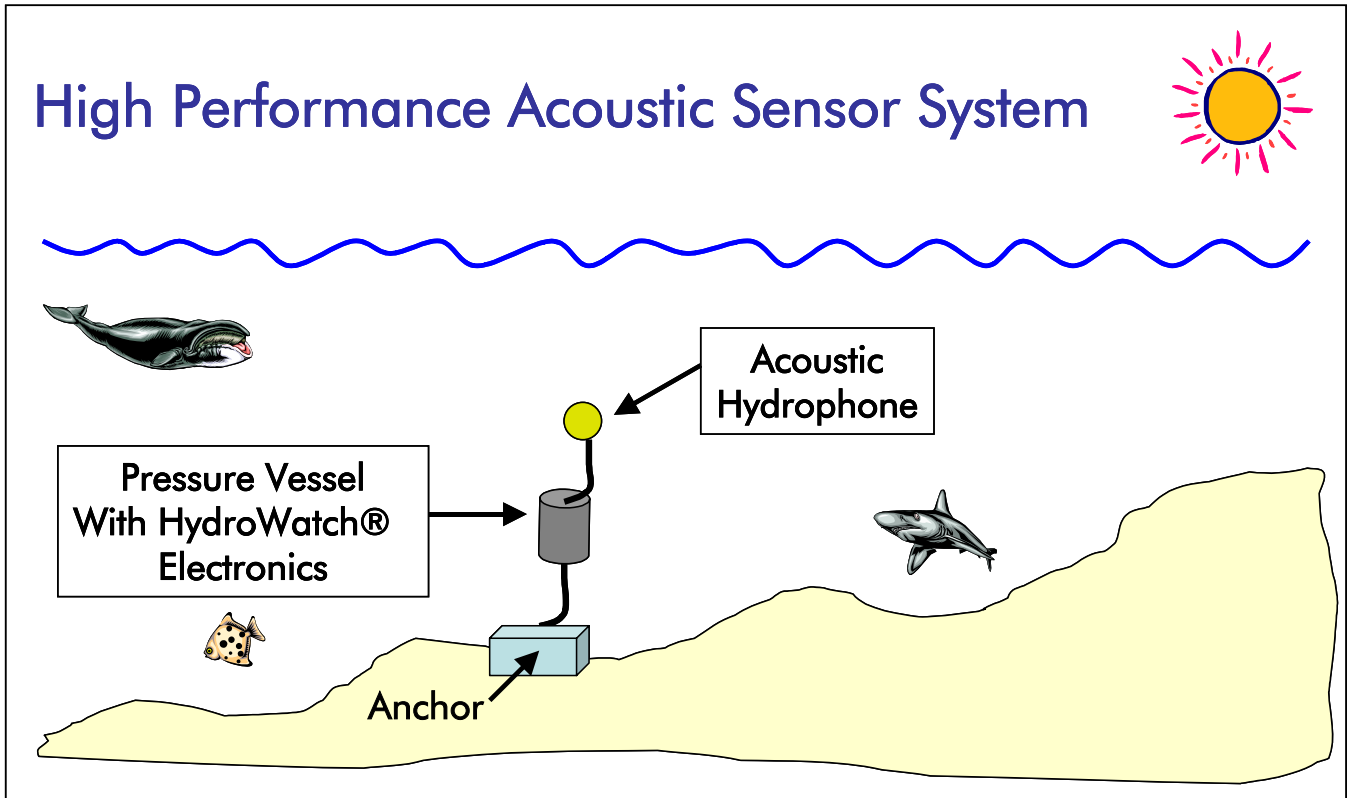 High Performance Acoustic Sensor System
Acoustic
Hydrophone
Pressure Vessel
With HydroWatch®
Electronics
Anchor